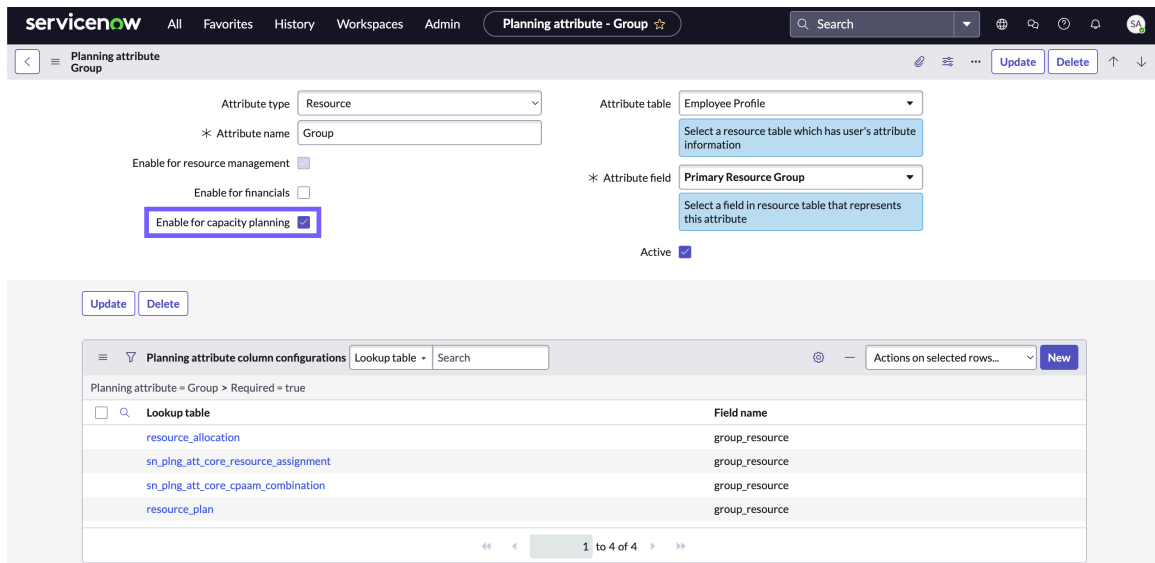 servicenow All Favorites History Workspaces Admin Planning attribute - Group Search SA
Planning attribute
Group
Update Delete
Attribute type Resource
Attribute table Employee Profile
Select a resource table which has user's attribute
information
Attribute name Group
Enable for resource management
Attribute field Primary Resource Group
Enable for financials
Select a field in resource table that represents
this attribute
Enable for capacity planning
Active
Update Delete
Planning attribute column configurations Lookup table Search Actions on selected rows... New
Planning attribute = Group > Required = true
Lookup table Field name
resource_allocation group_resource
sn_plng_att_core_resource_assignment group_resource
sn_plng_att_core_cpaam_combination group_resource
resource_plan group_resource
1 to 4 of 4